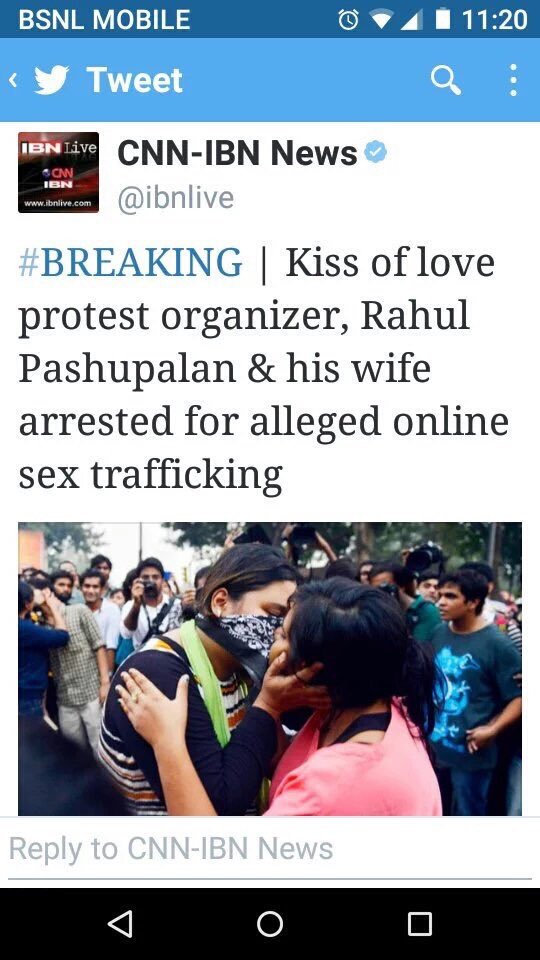 BSNL MOBILE 11:20
Tweet
IBN Live
CNN
IBN
www.ibnlive.com
CNN-IBN News
@ibnlive
#BREAKING | Kiss of love
protest organizer, Rahul
Pashupalan & his wife
arrested for alleged online
sex trafficking
Reply to CNN-IBN News